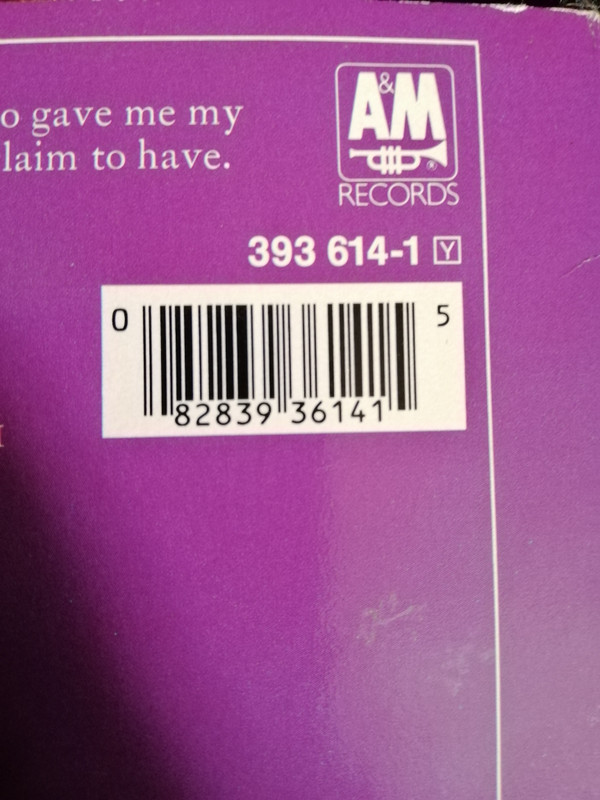 o gave me my
laim to have.
A&M
®
RECORDS
393 614-1 Y
0 82839 36141 5